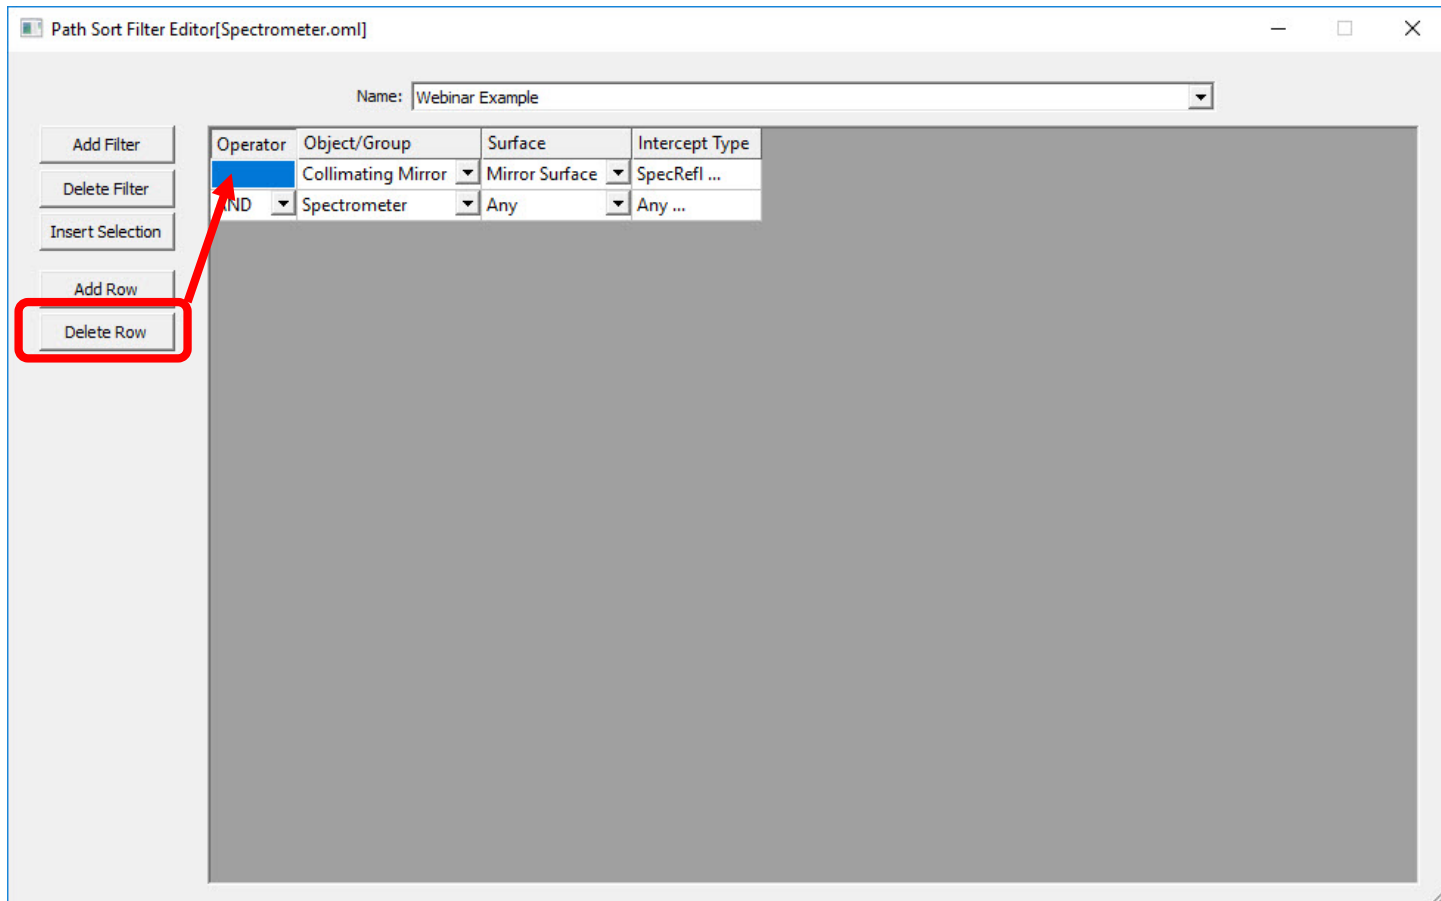 Path Sort Filter Editor[Spectrometer.oml]
Name: Webinar Example
Add Filter
Delete Filter
Insert Selection
Add Row
Delete Row
Operator Object/Group Surface Intercept Type
Collimating Mirror Mirror Surface SpecRefl ...
AND Spectrometer Any Any ...